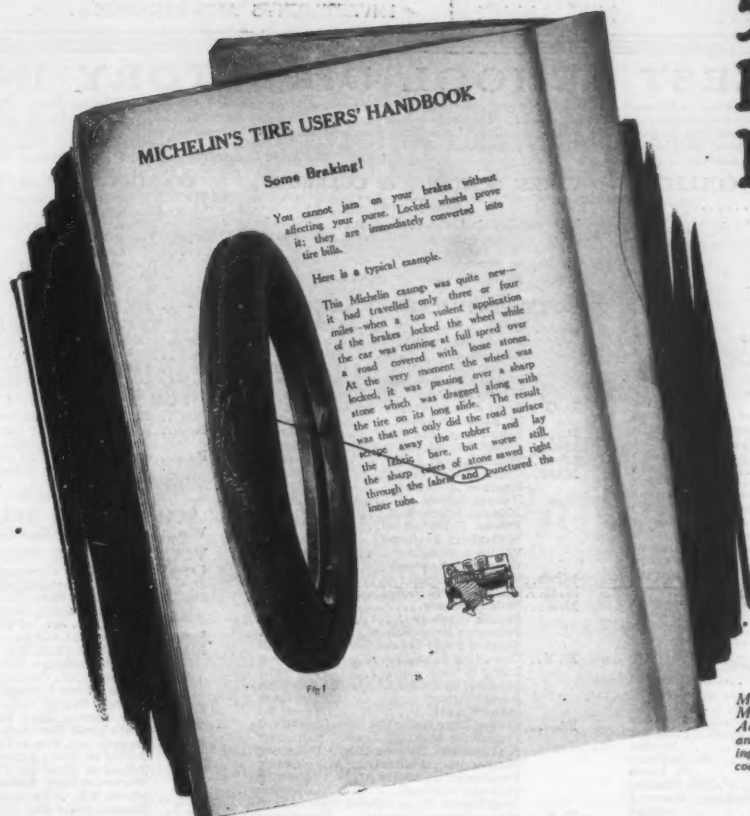 MICHELIN'S TIRE USERS' HANDBOOK
Some Braking!
You cannot jam on your brakes without
affecting your purse. Locked wheels prove
it; they are immediately converted into
tire bills.
Here is a typical example.
This Michelin casings was quite new—
it had travelled only three or four
miles—when a too violent application
of the brakes locked the wheel while
the car was running at full spred over
a road covered with loose stones.
At the very moment the wheel was
locked, it was passing over a sharp
stone which was dragged along with
the tire on its long slide. The result
was that not only did the road surface
scrape away the rubber and lay
the fabric bare, but worse still,
the sharp edges of stone sawed right
through the fabric and punctured the
inner tube.
Fig 1
26